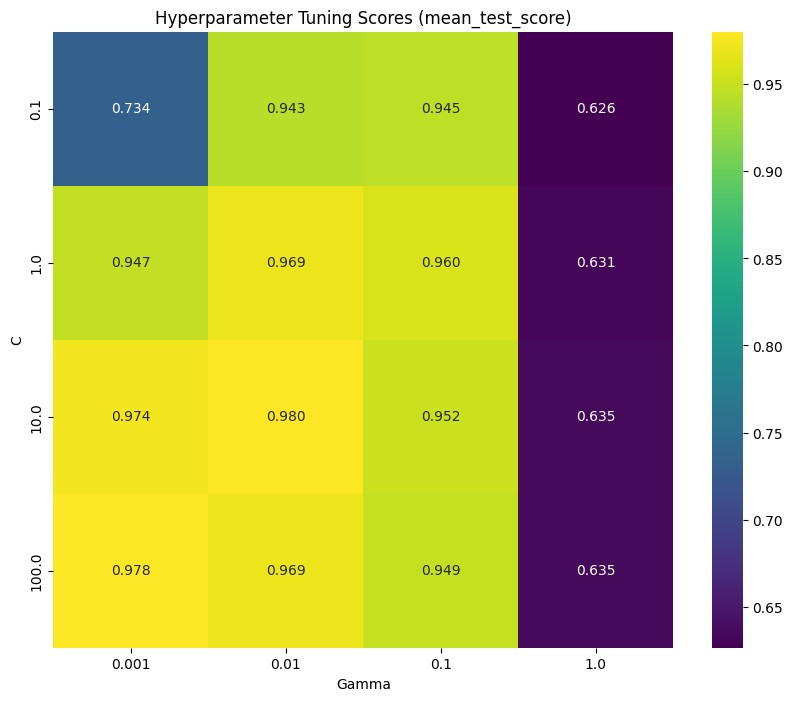 Hyperparameter Tuning Scores (mean_test_score)
0.1 0.734 0.943 0.945 0.626
1.0 0.947 0.969 0.960 0.631
10.0 0.974 0.980 0.952 0.635
100.0 0.978 0.969 0.949 0.635
C
0.001 0.01 0.1 1.0
Gamma
0.95
0.90
0.85
0.80
0.75
0.70
0.65